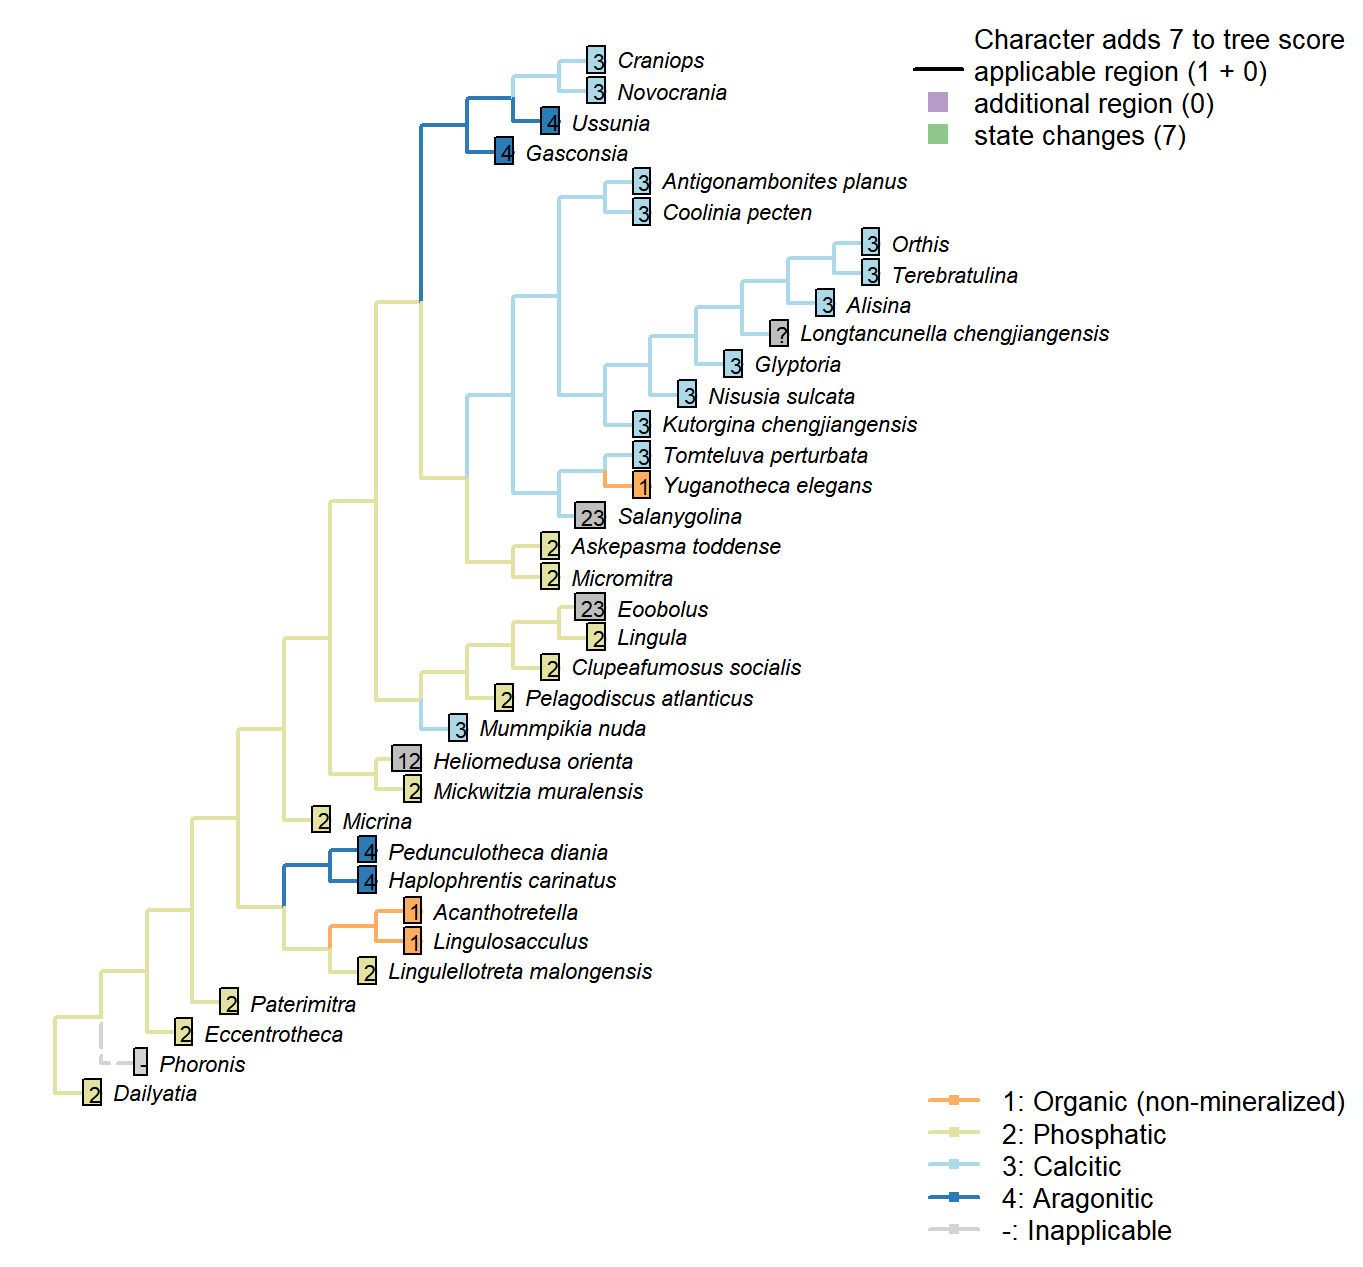 Character adds 7 to tree score
applicable region (1 + 0)
additional region (0)
state changes (7)
3 Craniops
3 Novocrania
4 Ussunia
4 Gasconsia
3 Antigonambonites planus
3 Coolinia pecten
3 Orthis
3 Terebratulina
3 Alisina
? Longtancunella chengjiangensis
3 Glyptoria
3 Nisusia sulcata
3 Kutorgina chengjiangensis
3 Tomteluva perturbata
1 Yuganotheca elegans
23 Salanygolina
2 Askepasma toddense
2 Micromitra
23 Eoobolus
2 Lingula
2 Clupeafumosus socialis
2 Pelagodiscus atlanticus
3 Mummpikia nuda
12 Heliomedusa orienta
2 Mickwitzia muralensis
2 Micrina
4 Pedunculotheca diania
4 Haplophrentis carinatus
1 Acanthotretella
1 Lingulosacculus
2 Lingulellotreta malongensis
2 Paterimitra
2 Eccentrotheca
- Phoronis
2 Dailyatia
1: Organic (non-mineralized)
2: Phosphatic
3: Calcitic
4: Aragonitic
-: Inapplicable